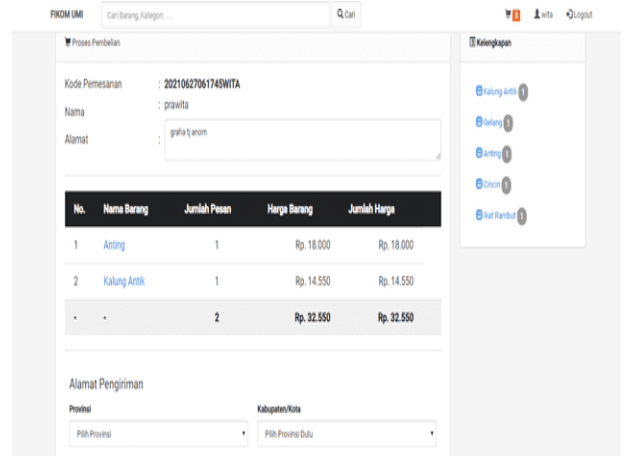 FIKOM UMI Cari Barang, Kategori . . . Cari wita Logout
Proses Pembelian
Kode Pemesanan : 20210627061745WITA
Nama : prawita
Alamat : graha tj anom
No. Nama Barang Jumlah Pesan Harga Barang Jumlah Harga
1 Anting 1 Rp. 18.000 Rp. 18.000
2 Kalung Antik 1 Rp. 14.550 Rp. 14.550
- - 2 Rp. 32.550 Rp. 32.550
Alamat Pengiriman
Provinsi Kabupaten/Kota
Pilih Provinsi Pilih Provinsi Dulu
Kelengkapan
Kalung Antik 1
Gelang 1
Anting 1
Cincin 1
Ikat Rambut 1